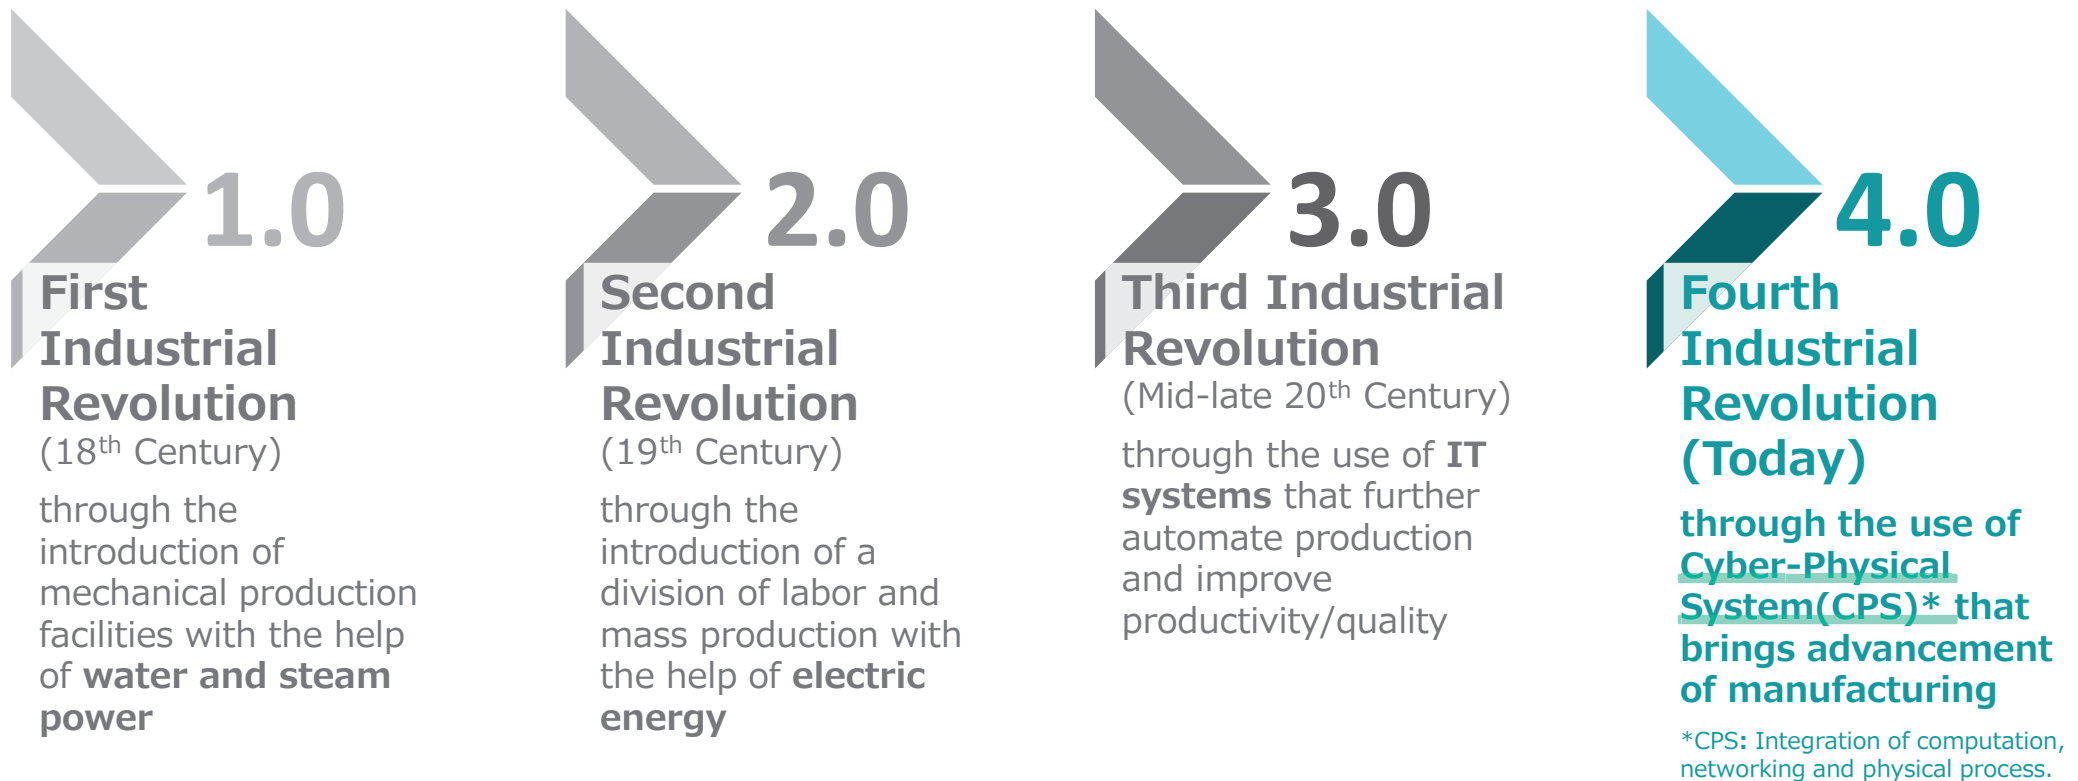 1.0
First
Industrial
Revolution
(18th Century)
through the
introduction of
mechanical production
facilities with the help
of water and steam
power
2.0
Second
Industrial
Revolution
(19th Century)
through the
introduction of a
division of labor and
mass production with
the help of electric
energy
3.0
Third Industrial
Revolution
(Mid-late 20th Century)
through the use of IT
systems that further
automate production
and improve
productivity/quality
4.0
Fourth
Industrial
Revolution
(Today)
through the use of
Cyber-Physical
System(CPS)* that
brings advancement
of manufacturing
*CPS: Integration of computation,
networking and physical process.